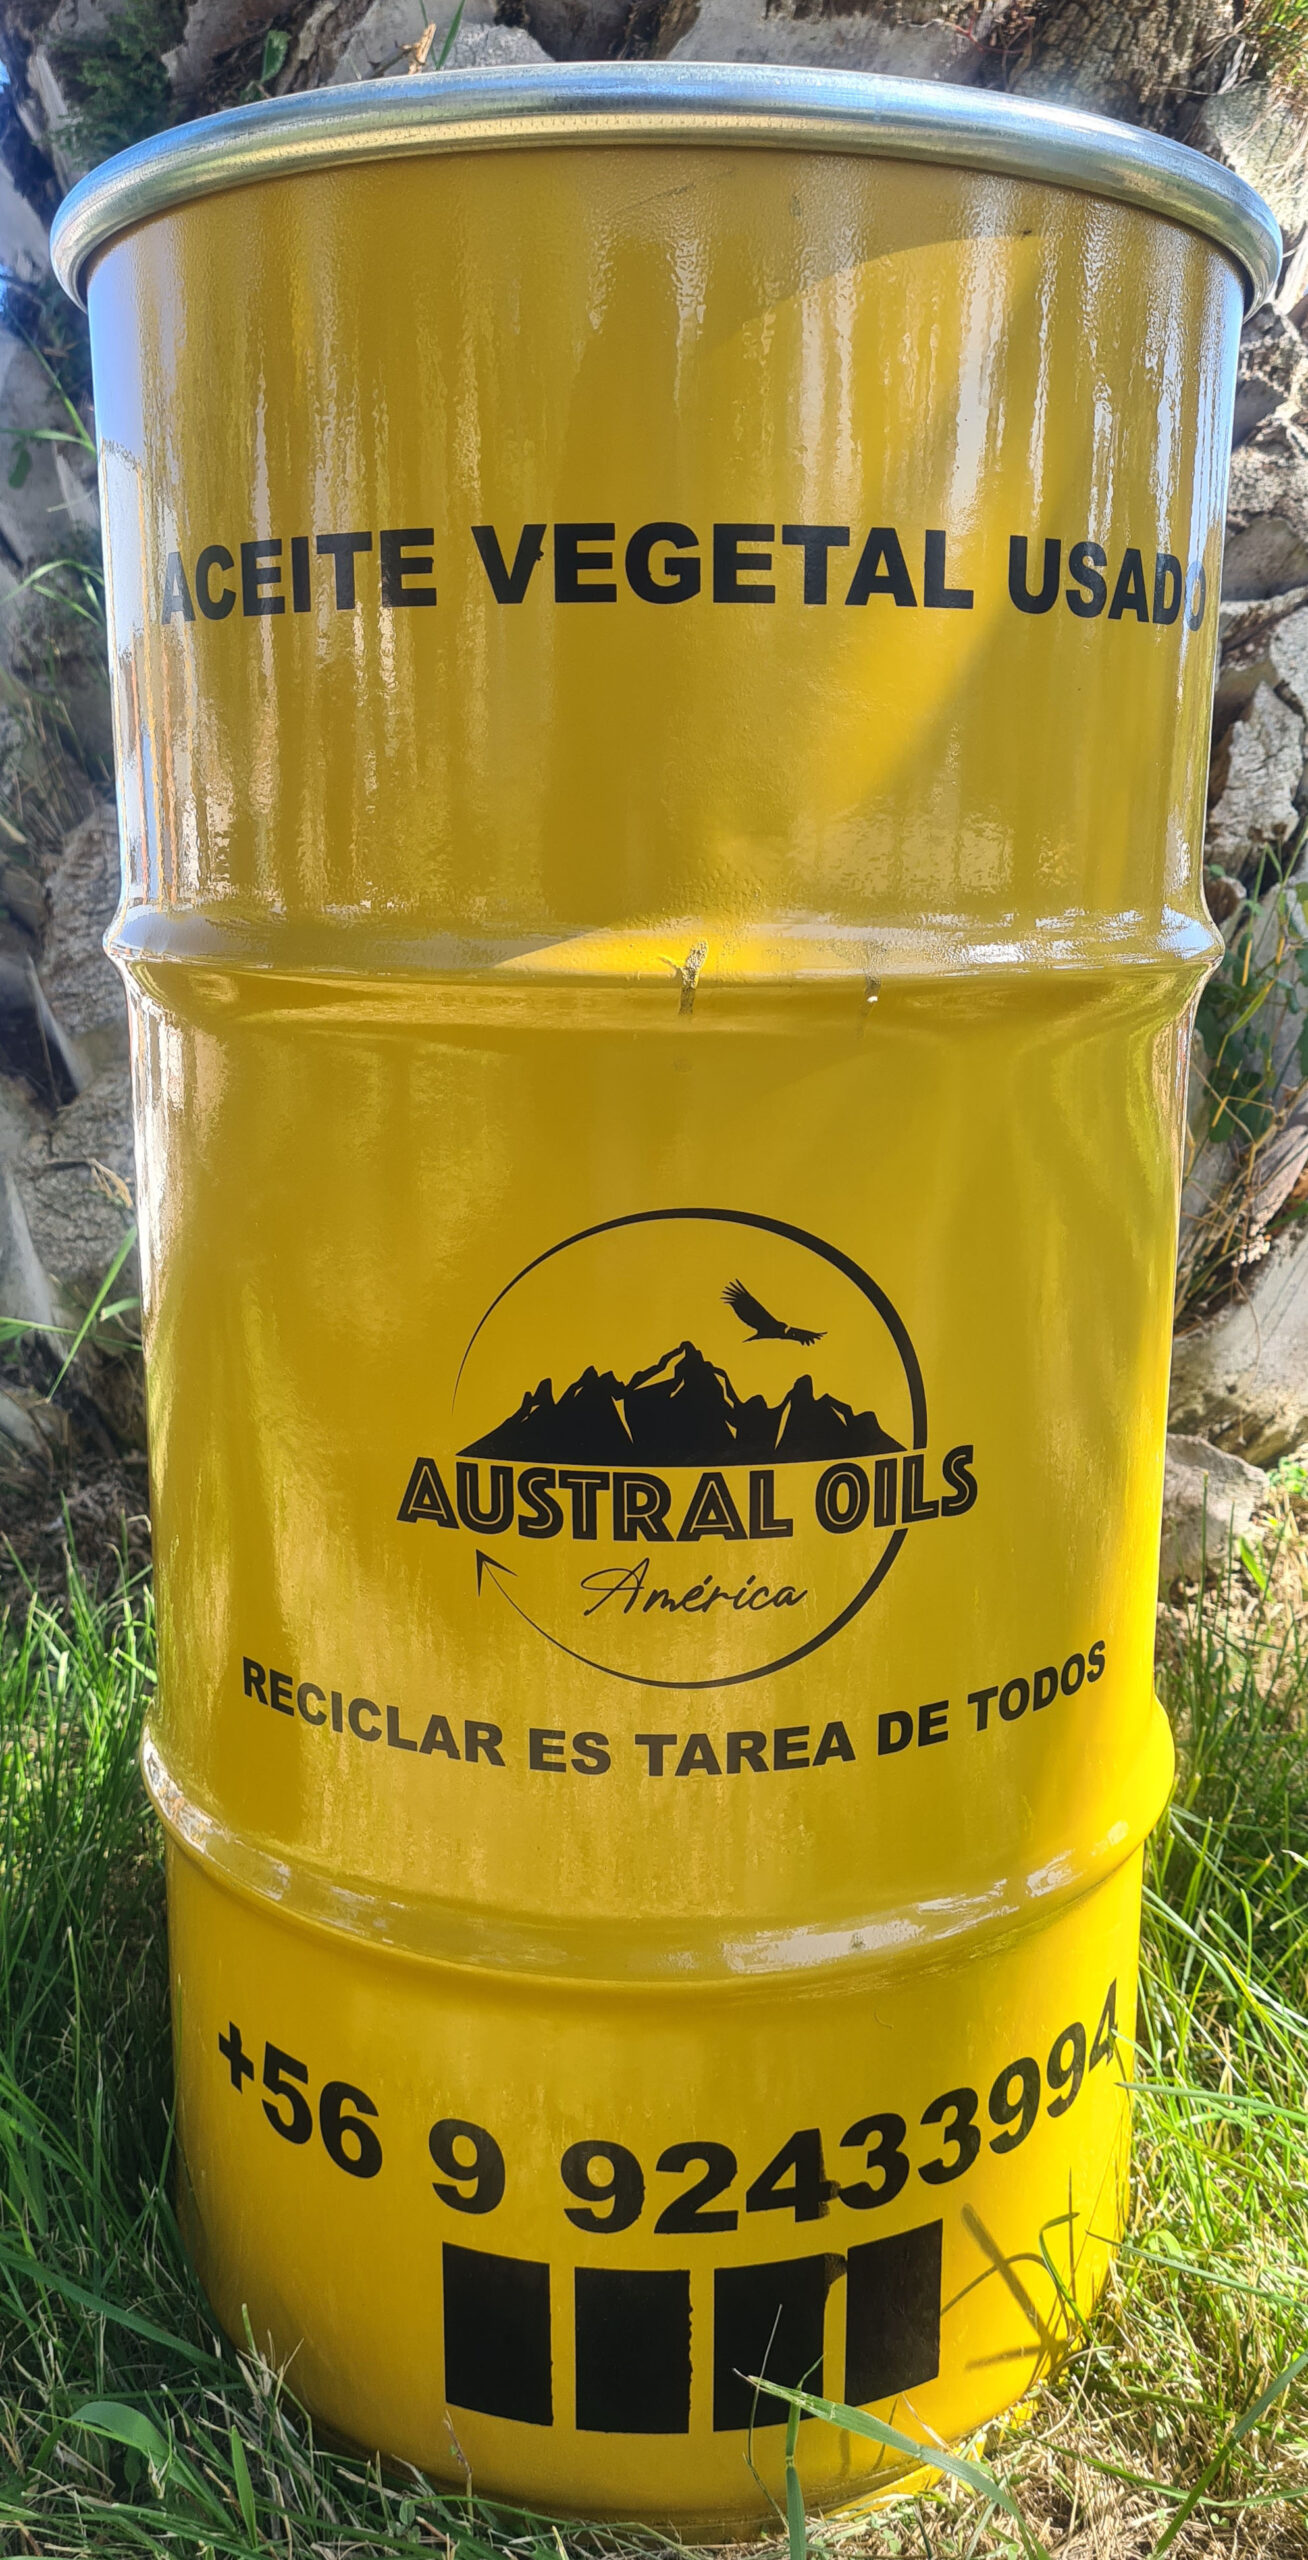 ACEITE VEGETAL USADO
AUSTRAL OILS
América
RECICLAR ES TAREA DE TODOS
+56 9 92433994